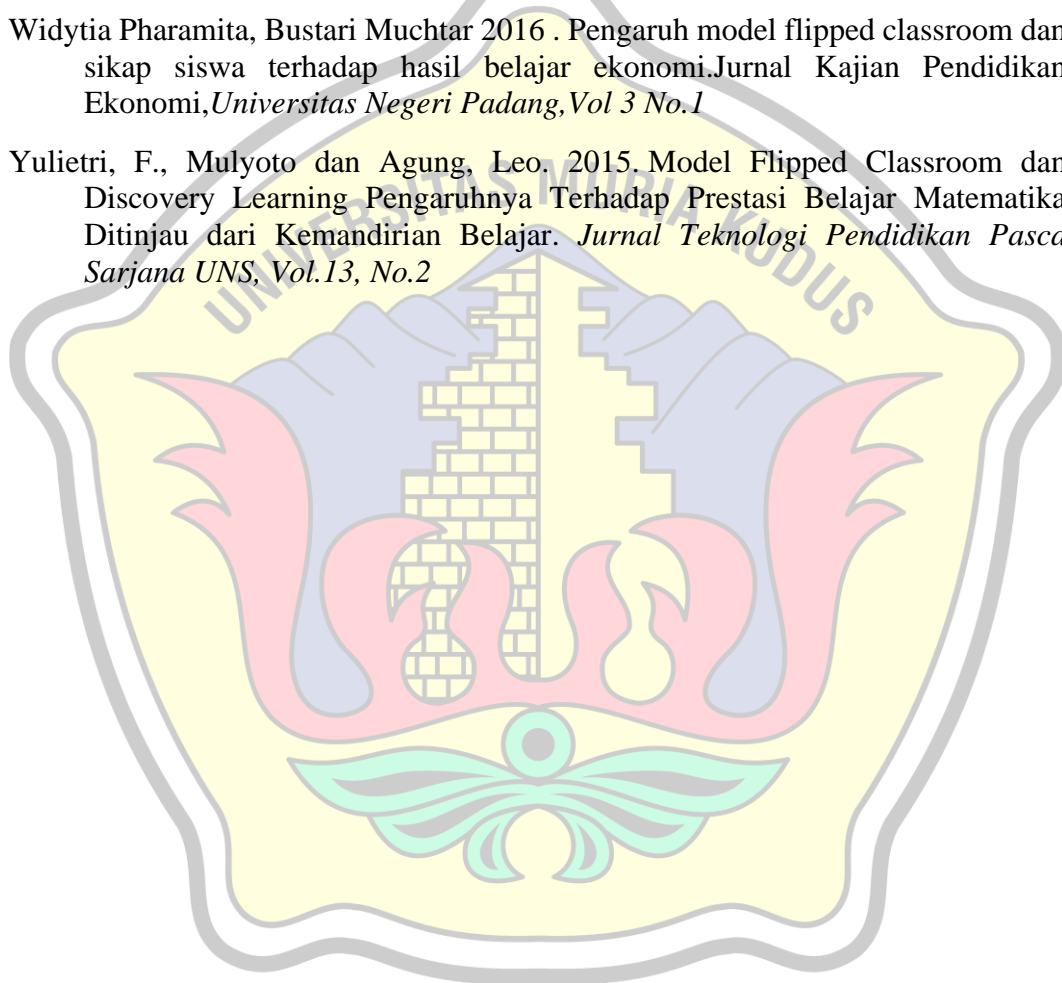 Widytia Pharamita, Bustari Muchtar 2016 . Pengaruh model flipped classroom dan
sikap siswa terhadap hasil belajar ekonomi.Jurnal Kajian Pendidikan
Ekonomi,Universitas Negeri Padang,Vol 3 No.1
Yulietri, F., Mulyoto dan Agung, Leo. 2015. Model Flipped Classroom dan
Discovery Learning Pengaruhnya Terhadap Prestasi Belajar Matematika
Ditinjau dari Kemandirian Belajar. Jurnal Teknologi Pendidikan Pasca
Sarjana UNS, Vol.13, No.2
UNIVERSITAS MURIA KUDUS